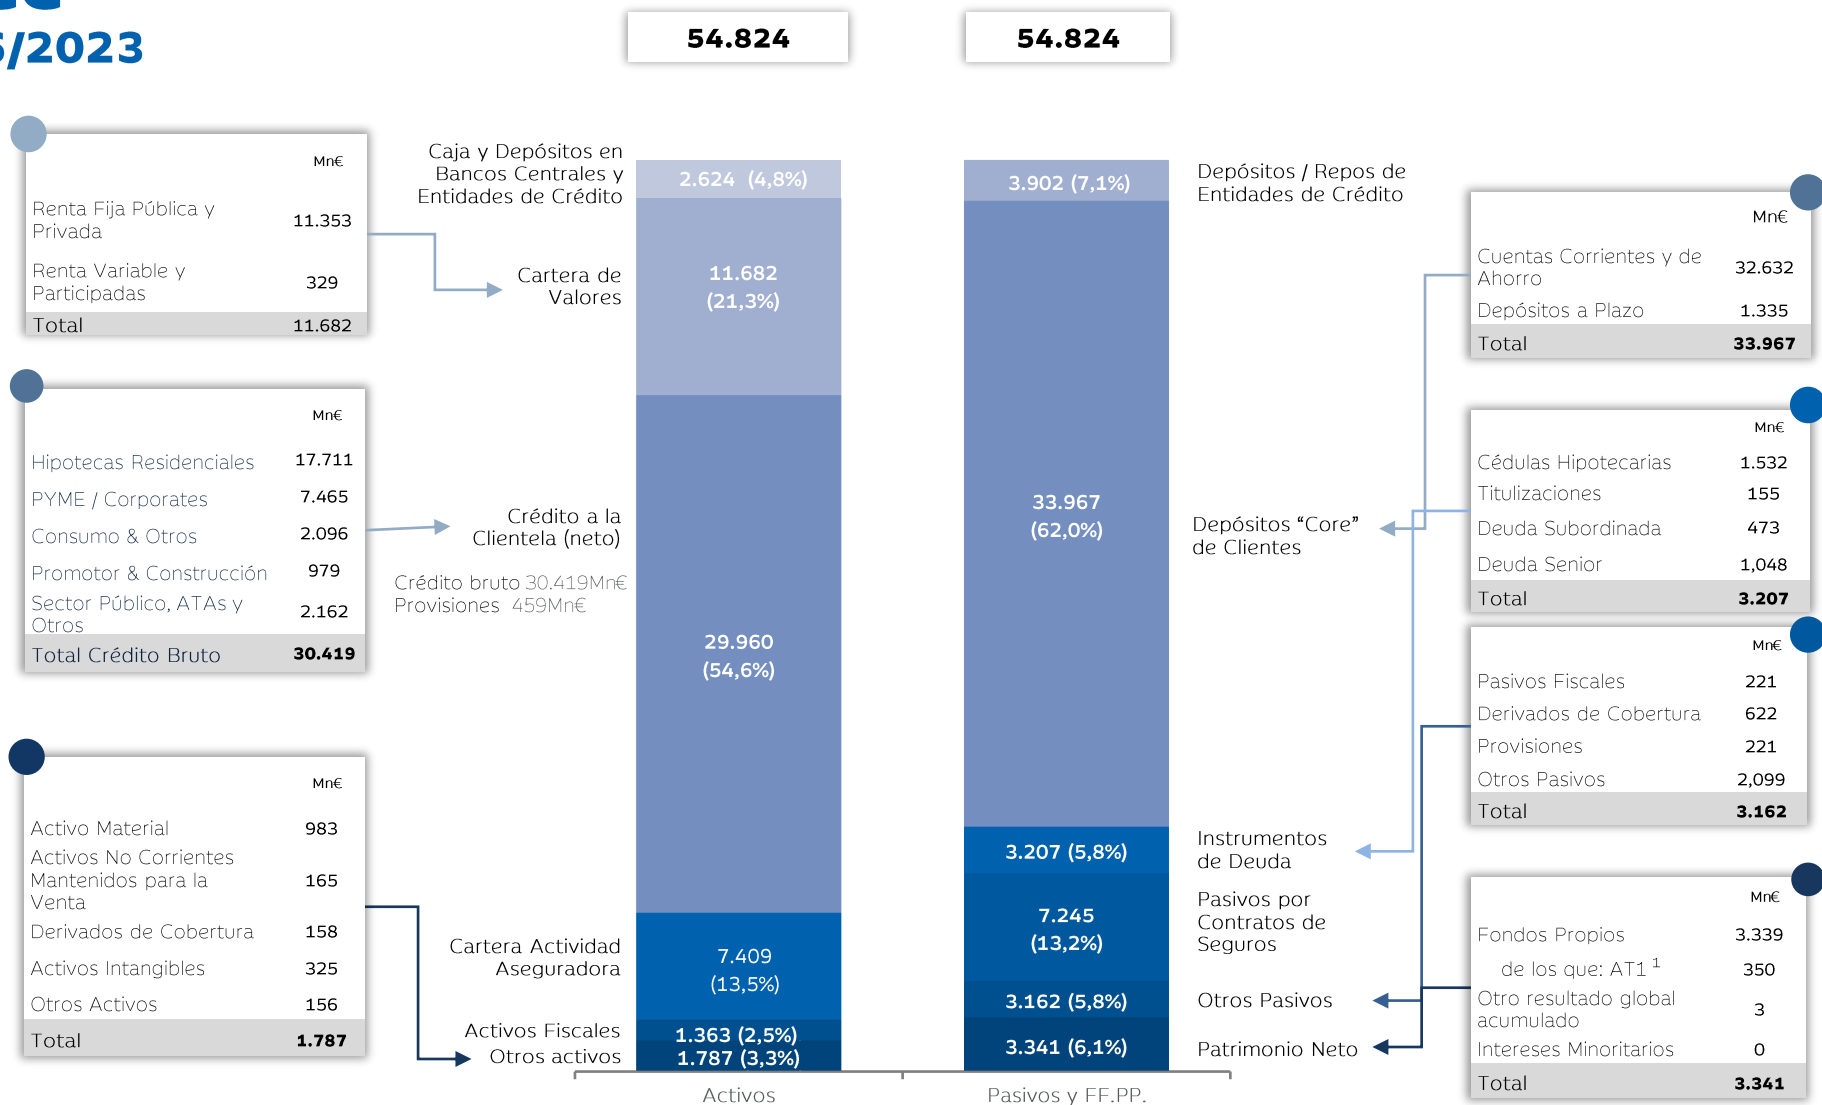 /2023
54.824
54.824
Mn€
Renta Fija Pública y
Privada
11.353
Renta Variable y
Participadas
329
Total 11.682
Mn€
Hipotecas Residenciales 17.711
PYME / Corporates 7.465
Consumo & Otros 2.096
Promotor & Construcción 979
Sector Público, ATAs y
Otros
2.162
Total Crédito Bruto 30.419
Mn€
Activo Material 983
Activos No Corrientes
Mantenidos para la
Venta
165
Derivados de Cobertura 158
Activos Intangibles 325
Otros Activos 156
Total 1.787
Caja y Depósitos en
Bancos Centrales y
Entidades de Crédito
Cartera de
Valores
Crédito a la
Clientela (neto)
Crédito bruto 30.419Mn€
Provisiones 459Mn€
Cartera Actividad
Aseguradora
Activos Fiscales
Otros activos
2.624 (4,8%)
11.682
(21,3%)
29.960
(54,6%)
7.409
(13,5%)
1.363 (2,5%)
1.787 (3,3%)
Activos
3.902 (7,1%)
33.967
(62,0%)
3.207 (5,8%)
7.245
(13,2%)
3.162 (5,8%)
3.341 (6,1%)
Pasivos y FF.PP.
Depósitos / Repos de
Entidades de Crédito
Depósitos “Core”
de Clientes
Instrumentos
de Deuda
Pasivos por
Contratos de
Seguros
Otros Pasivos
Patrimonio Neto
Mn€
Cuentas Corrientes y de
Ahorro
32.632
Depósitos a Plazo 1.335
Total 33.967
Mn€
Cédulas Hipotecarias 1.532
Titulizaciones 155
Deuda Subordinada 473
Deuda Senior 1,048
Total 3.207
Mn€
Pasivos Fiscales 221
Derivados de Cobertura 622
Provisiones 221
Otros Pasivos 2,099
Total 3.162
Mn€
Fondos Propios 3.339
de los que: AT1 1 350
Otro resultado global
acumulado
3
Intereses Minoritarios 0
Total 3.341